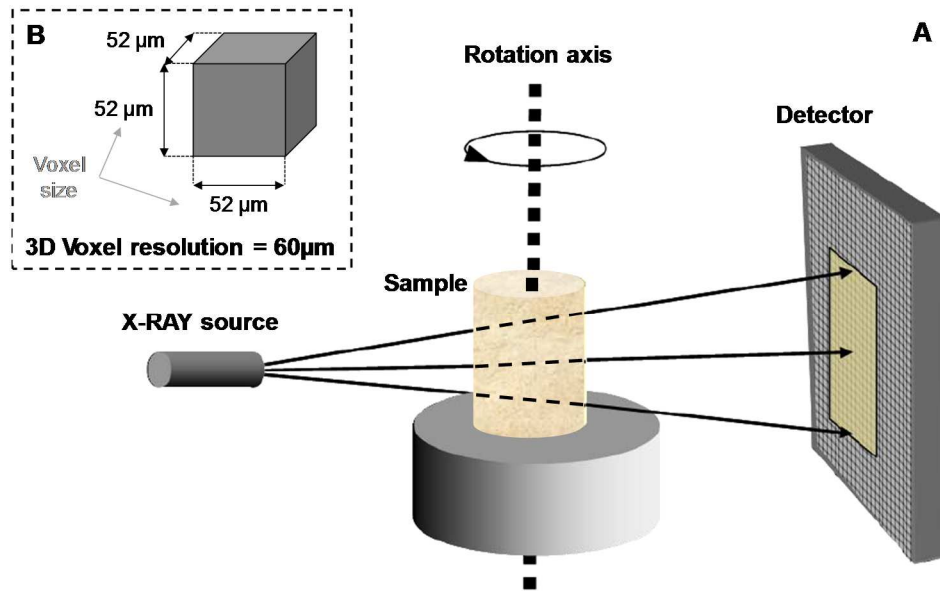 B
52 µm
52 µm
Voxel
size
52 µm
3D Voxel resolution = 60µm
A
Rotation axis
Detector
Sample
X-RAY source